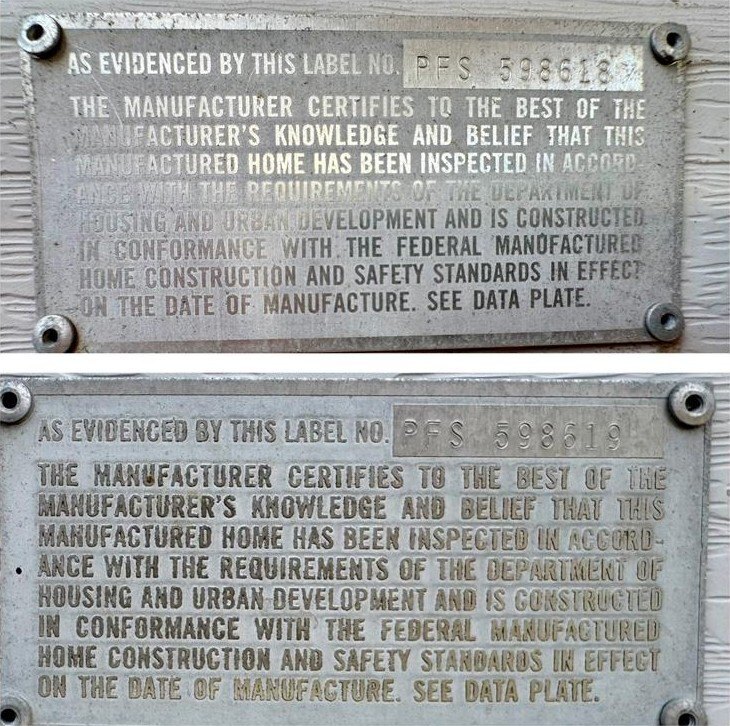 AS EVIDENCED BY THIS LABEL NO. PFS 598618
THE MANUFACTURER CERTIFIES TO THE BEST OF THE
MANUFACTURER'S KNOWLEDGE AND BELIEF THAT THIS
MANUFACTURED HOME HAS BEEN INSPECTED IN ACCORD-
ANCE WITH THE REQUIREMENTS OF THE DEPARTMENT OF
HOUSING AND URBAN DEVELOPMENT AND IS CONSTRUCTED
IN CONFORMANCE WITH THE FEDERAL MANUFACTURED
HOME CONSTRUCTION AND SAFETY STANDARDS IN EFFECT
ON THE DATE OF MANUFACTURE. SEE DATA PLATE.
AS EVIDENCED BY THIS LABEL NO. PFS 598619
THE MANUFACTURER CERTIFIES TO THE BEST OF THE
MANUFACTURER'S KNOWLEDGE AND BELIEF THAT THIS
MANUFACTURED HOME HAS BEEN INSPECTED IN ACCORD-
ANCE WITH THE REQUIREMENTS OF THE DEPARTMENT OF
HOUSING AND URBAN DEVELOPMENT AND IS CONSTRUCTED
IN CONFORMANCE WITH THE FEDERAL MANUFACTURED
HOME CONSTRUCTION AND SAFETY STANDARDS IN EFFECT
ON THE DATE OF MANUFACTURE. SEE DATA PLATE.